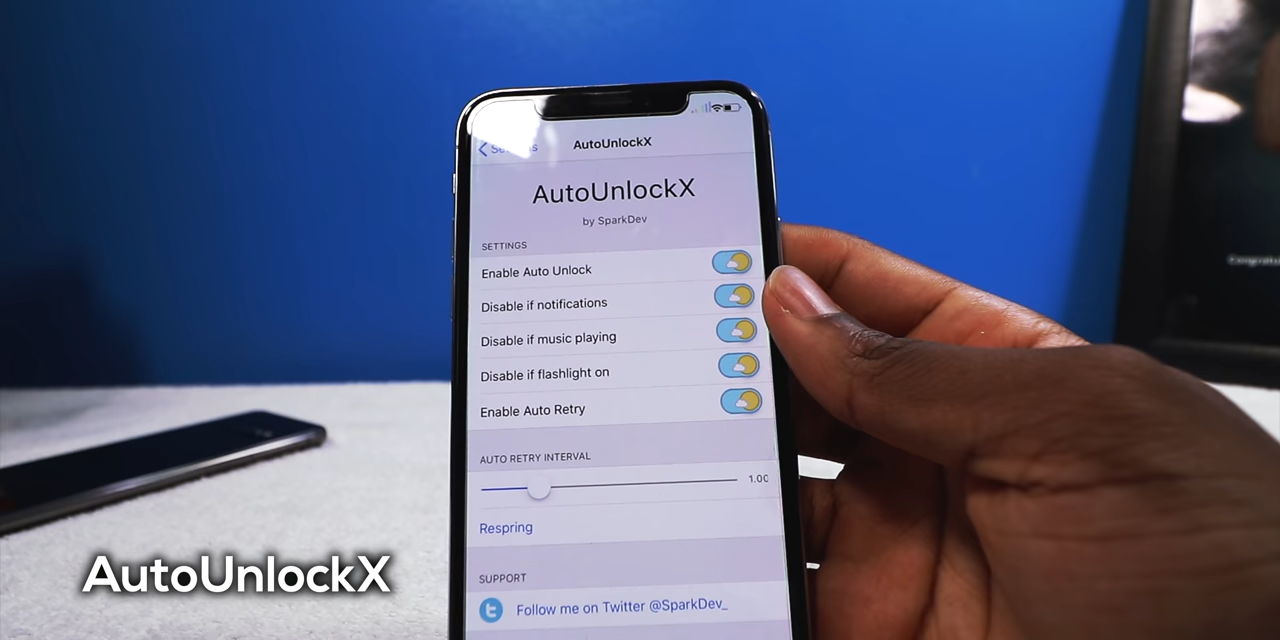 Settings
AutoUnlockX
AutoUnlockX
by SparkDev
SETTINGS
Enable Auto Unlock
Disable if notifications
Disable if music playing
Disable if flashlight on
Enable Auto Retry
AUTO RETRY INTERVAL
1.00
Respring
SUPPORT
Follow me on Twitter @SparkDev_
AutoUnlockX